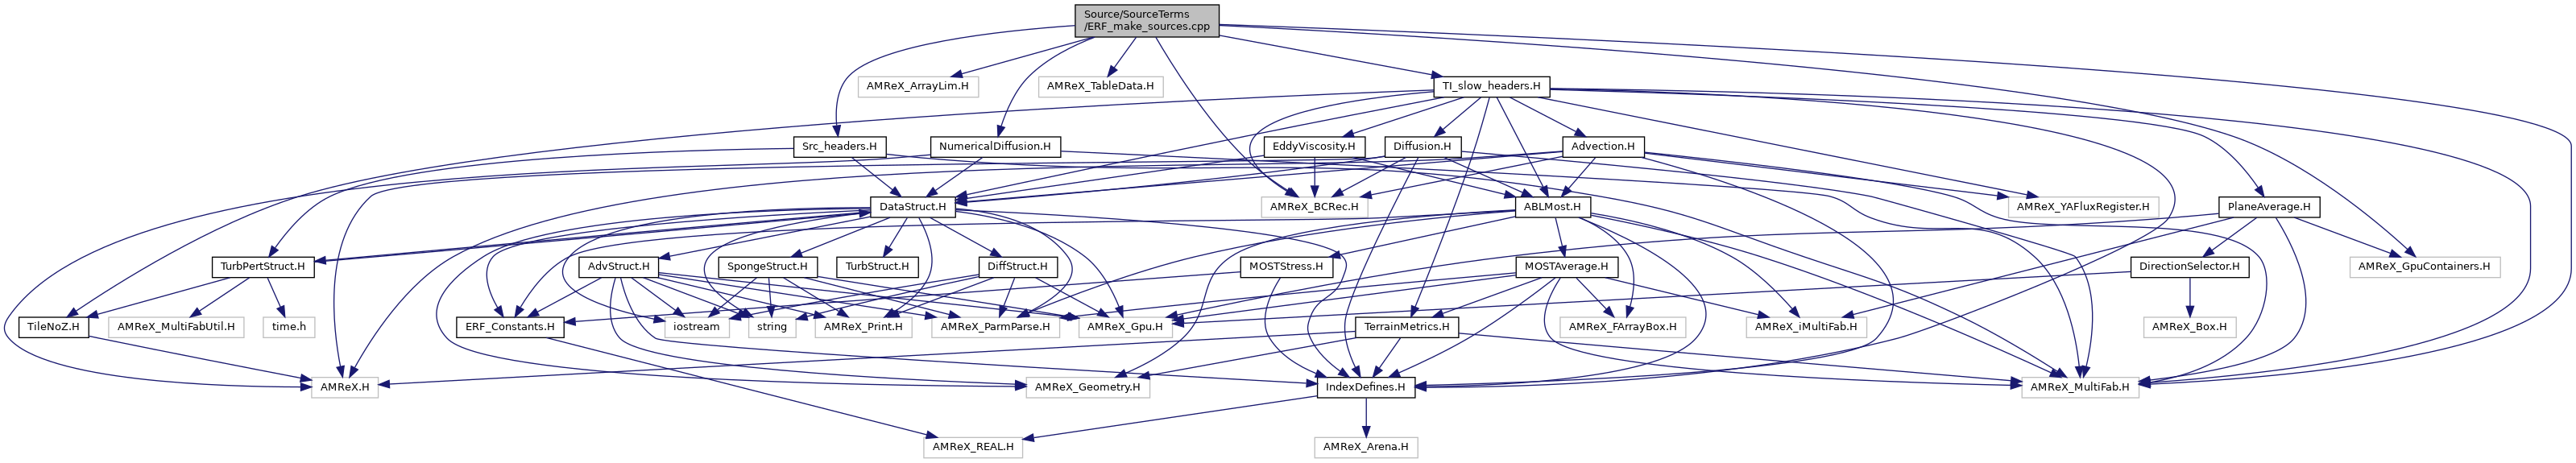 Source/SourceTerms
/ERF_make_sources.cpp
AMReX_ArrayLim.H
AMReX_TableData.H
TI_slow_headers.H
Src_headers.H
NumericalDiffusion.H
EddyViscosity.H
Diffusion.H
Advection.H
DataStruct.H
AMReX_BCRec.H
ABLMost.H
AMReX_YAFluxRegister.H
PlaneAverage.H
TurbPertStruct.H
AdvStruct.H
SpongeStruct.H
TurbStruct.H
DiffStruct.H
MOSTStress.H
MOSTAverage.H
DirectionSelector.H
AMReX_GpuContainers.H
TileNoZ.H
AMReX_MultiFabUtil.H
time.h
ERF_Constants.H
iostream
string
AMReX_Print.H
AMReX_ParmParse.H
AMReX_Gpu.H
TerrainMetrics.H
AMReX_FArrayBox.H
AMReX_iMultiFab.H
AMReX_Box.H
AMReX.H
AMReX_Geometry.H
IndexDefines.H
AMReX_MultiFab.H
AMReX_REAL.H
AMReX_Arena.H